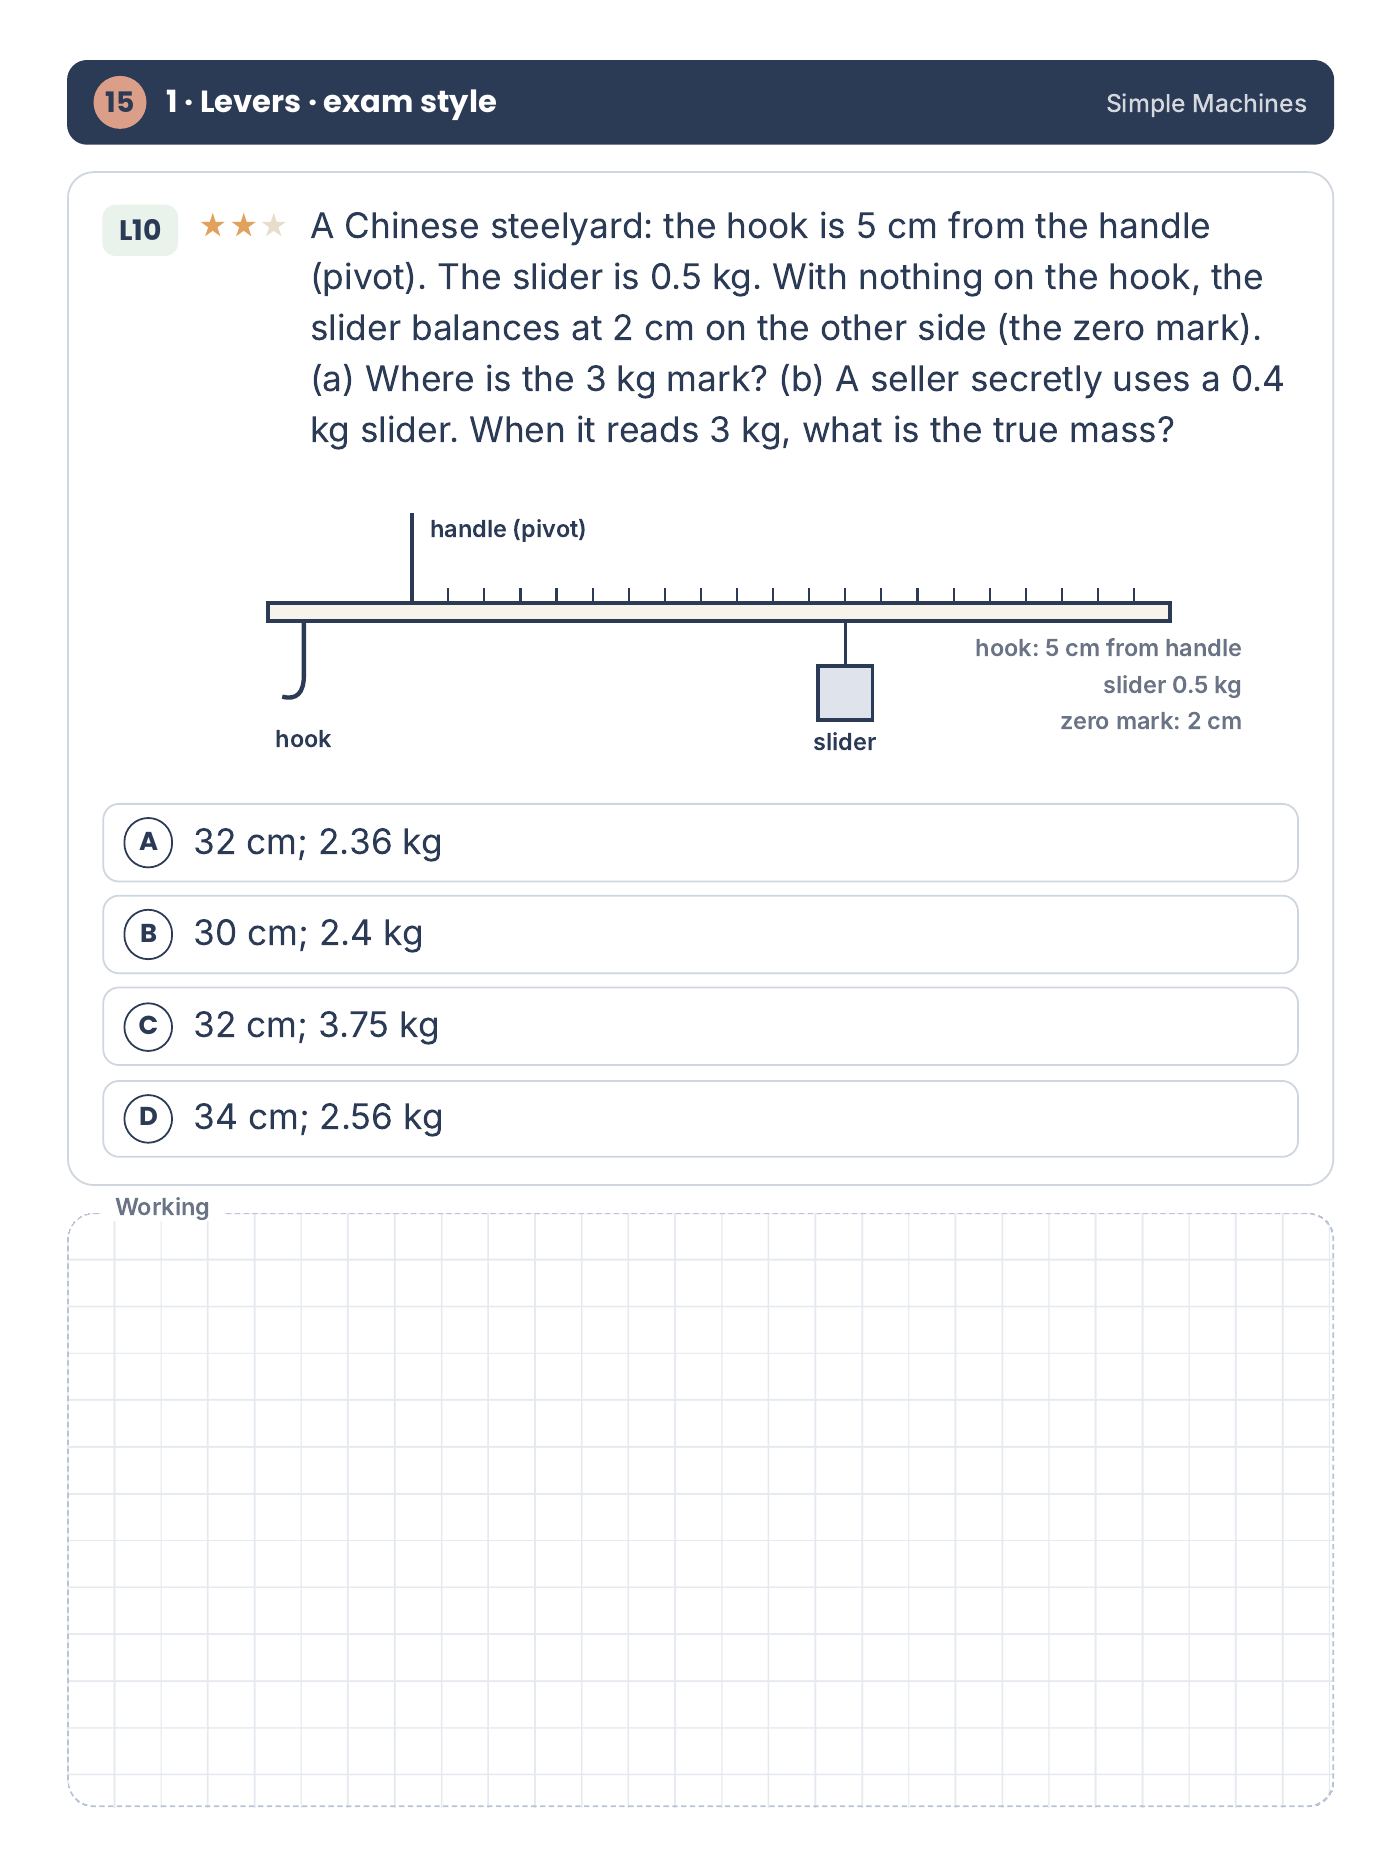 15 1 · Levers · exam style Simple Machines
L10 ★★★ A Chinese steelyard: the hook is 5 cm from the handle
(pivot). The slider is 0.5 kg. With nothing on the hook, the
slider balances at 2 cm on the other side (the zero mark).
(a) Where is the 3 kg mark? (b) A seller secretly uses a 0.4
kg slider. When it reads 3 kg, what is the true mass?
handle (pivot)
hook: 5 cm from handle
slider 0.5 kg
zero mark: 2 cm
hook
slider
A 32 cm; 2.36 kg
B 30 cm; 2.4 kg
C 32 cm; 3.75 kg
D 34 cm; 2.56 kg
Working